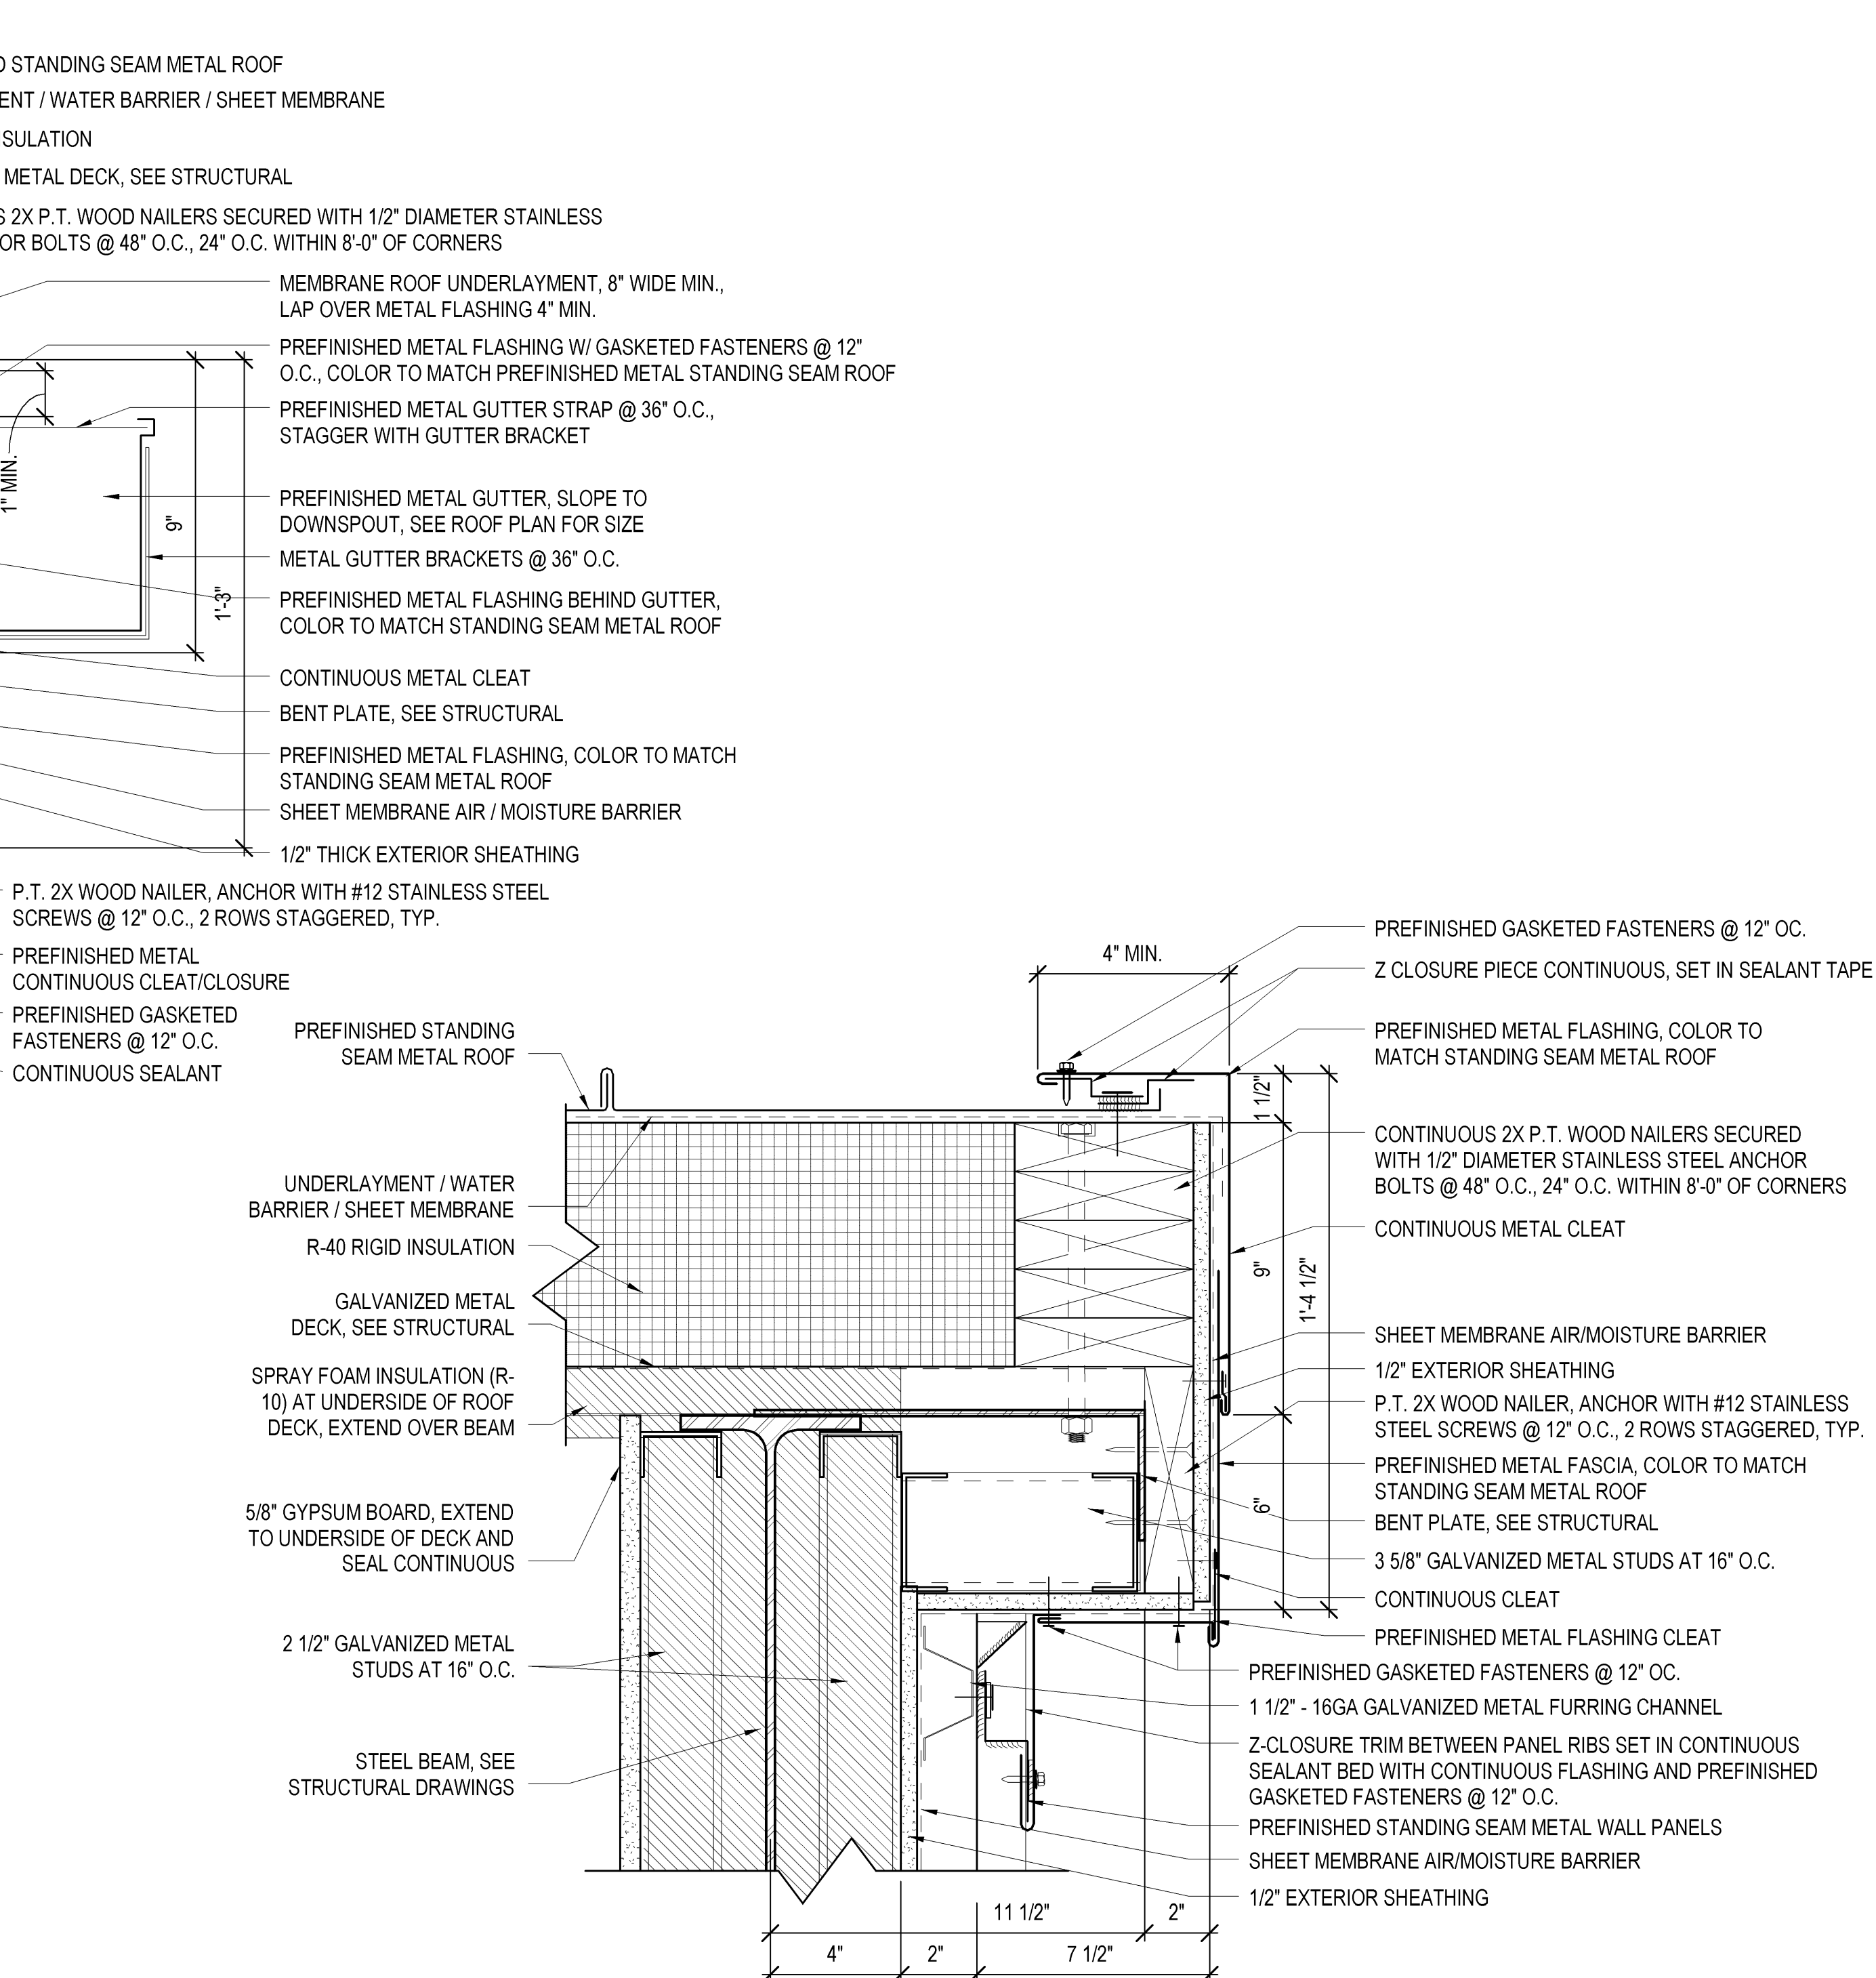 STANDING SEAM METAL ROOF
ENT / WATER BARRIER / SHEET MEMBRANE
SULATION
METAL DECK, SEE STRUCTURAL
S 2X P.T. WOOD NAILERS SECURED WITH 1/2" DIAMETER STAINLESS
OR BOLTS @ 48" O.C., 24" O.C. WITHIN 8'-0" OF CORNERS
MEMBRANE ROOF UNDERLAYMENT, 8" WIDE MIN.,
LAP OVER METAL FLASHING 4" MIN.
PREFINISHED METAL FLASHING W/ GASKETED FASTENERS @ 12"
O.C., COLOR TO MATCH PREFINISHED METAL STANDING SEAM ROOF
PREFINISHED METAL GUTTER STRAP @ 36" O.C.,
STAGGER WITH GUTTER BRACKET
1" MIN.
9"
1'-3"
PREFINISHED METAL GUTTER, SLOPE TO
DOWNSPOUT, SEE ROOF PLAN FOR SIZE
METAL GUTTER BRACKETS @ 36" O.C.
PREFINISHED METAL FLASHING BEHIND GUTTER,
COLOR TO MATCH STANDING SEAM METAL ROOF
CONTINUOUS METAL CLEAT
BENT PLATE, SEE STRUCTURAL
PREFINISHED METAL FLASHING, COLOR TO MATCH
STANDING SEAM METAL ROOF
SHEET MEMBRANE AIR / MOISTURE BARRIER
1/2" THICK EXTERIOR SHEATHING
P.T. 2X WOOD NAILER, ANCHOR WITH #12 STAINLESS STEEL
SCREWS @ 12" O.C., 2 ROWS STAGGERED, TYP.
PREFINISHED METAL
CONTINUOUS CLEAT/CLOSURE
PREFINISHED GASKETED
FASTENERS @ 12" O.C.
CONTINUOUS SEALANT
PREFINISHED STANDING
SEAM METAL ROOF
UNDERLAYMENT / WATER
BARRIER / SHEET MEMBRANE
R-40 RIGID INSULATION
GALVANIZED METAL
DECK, SEE STRUCTURAL
SPRAY FOAM INSULATION (R-
10) AT UNDERSIDE OF ROOF
DECK, EXTEND OVER BEAM
5/8" GYPSUM BOARD, EXTEND
TO UNDERSIDE OF DECK AND
SEAL CONTINUOUS
2 1/2" GALVANIZED METAL
STUDS AT 16" O.C.
STEEL BEAM, SEE
STRUCTURAL DRAWINGS
4" MIN.
1 1/2"
9"
1'-4 1/2"
6"
PREFINISHED GASKETED FASTENERS @ 12" OC.
Z CLOSURE PIECE CONTINUOUS, SET IN SEALANT TAPE
PREFINISHED METAL FLASHING, COLOR TO
MATCH STANDING SEAM METAL ROOF
CONTINUOUS 2X P.T. WOOD NAILERS SECURED
WITH 1/2" DIAMETER STAINLESS STEEL ANCHOR
BOLTS @ 48" O.C., 24" O.C. WITHIN 8'-0" OF CORNERS
CONTINUOUS METAL CLEAT
SHEET MEMBRANE AIR/MOISTURE BARRIER
1/2" EXTERIOR SHEATHING
P.T. 2X WOOD NAILER, ANCHOR WITH #12 STAINLESS
STEEL SCREWS @ 12" O.C., 2 ROWS STAGGERED, TYP.
PREFINISHED METAL FASCIA, COLOR TO MATCH
STANDING SEAM METAL ROOF
BENT PLATE, SEE STRUCTURAL
3 5/8" GALVANIZED METAL STUDS AT 16" O.C.
CONTINUOUS CLEAT
PREFINISHED METAL FLASHING CLEAT
PREFINISHED GASKETED FASTENERS @ 12" OC.
1 1/2" - 16GA GALVANIZED METAL FURRING CHANNEL
Z-CLOSURE TRIM BETWEEN PANEL RIBS SET IN CONTINUOUS
SEALANT BED WITH CONTINUOUS FLASHING AND PREFINISHED
GASKETED FASTENERS @ 12" O.C.
PREFINISHED STANDING SEAM METAL WALL PANELS
SHEET MEMBRANE AIR/MOISTURE BARRIER
1/2" EXTERIOR SHEATHING
11 1/2"
2"
4"
2"
7 1/2"